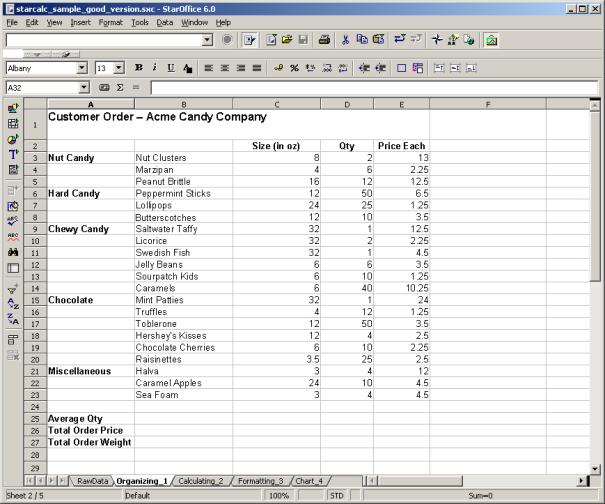 starcalc_sample_good_version.sxc - StarOffice 6.0
File Edit View Insert Format Tools Data Window Help
Albany 13 B i U A
A32 Σ =
A B C D E F
1 Customer Order – Acme Candy Company
2 Size (in oz) Qty Price Each
3 Nut Candy Nut Clusters 8 2 13
4 Marzipan 4 6 2.25
5 Peanut Brittle 16 12 12.5
6 Hard Candy Peppermint Sticks 12 50 6.5
7 Lollipops 24 25 1.25
8 Butterscotches 12 10 3.5
9 Chewy Candy Saltwater Taffy 32 1 12.5
10 Licorice 32 2 2.25
11 Swedish Fish 32 1 4.5
12 Jelly Beans 6 6 3.5
13 Sourpatch Kids 6 10 1.25
14 Caramels 6 40 10.25
15 Chocolate Mint Patties 32 1 24
16 Truffles 4 12 1.25
17 Toblerone 12 50 3.5
18 Hershey's Kisses 12 4 2.5
19 Chocolate Cherries 6 10 2.25
20 Raisinettes 3.5 25 2.5
21 Miscellaneous Halva 3 4 12
22 Caramel Apples 24 10 4.5
23 Sea Foam 3 4 4.5
24
25 Average Qty
26 Total Order Price
27 Total Order Weight
28
29
RawData Organizing_1 Calculating_2 Formatting_3 Chart_4
Sheet 2 / 5 Default 100% STD Sum=0